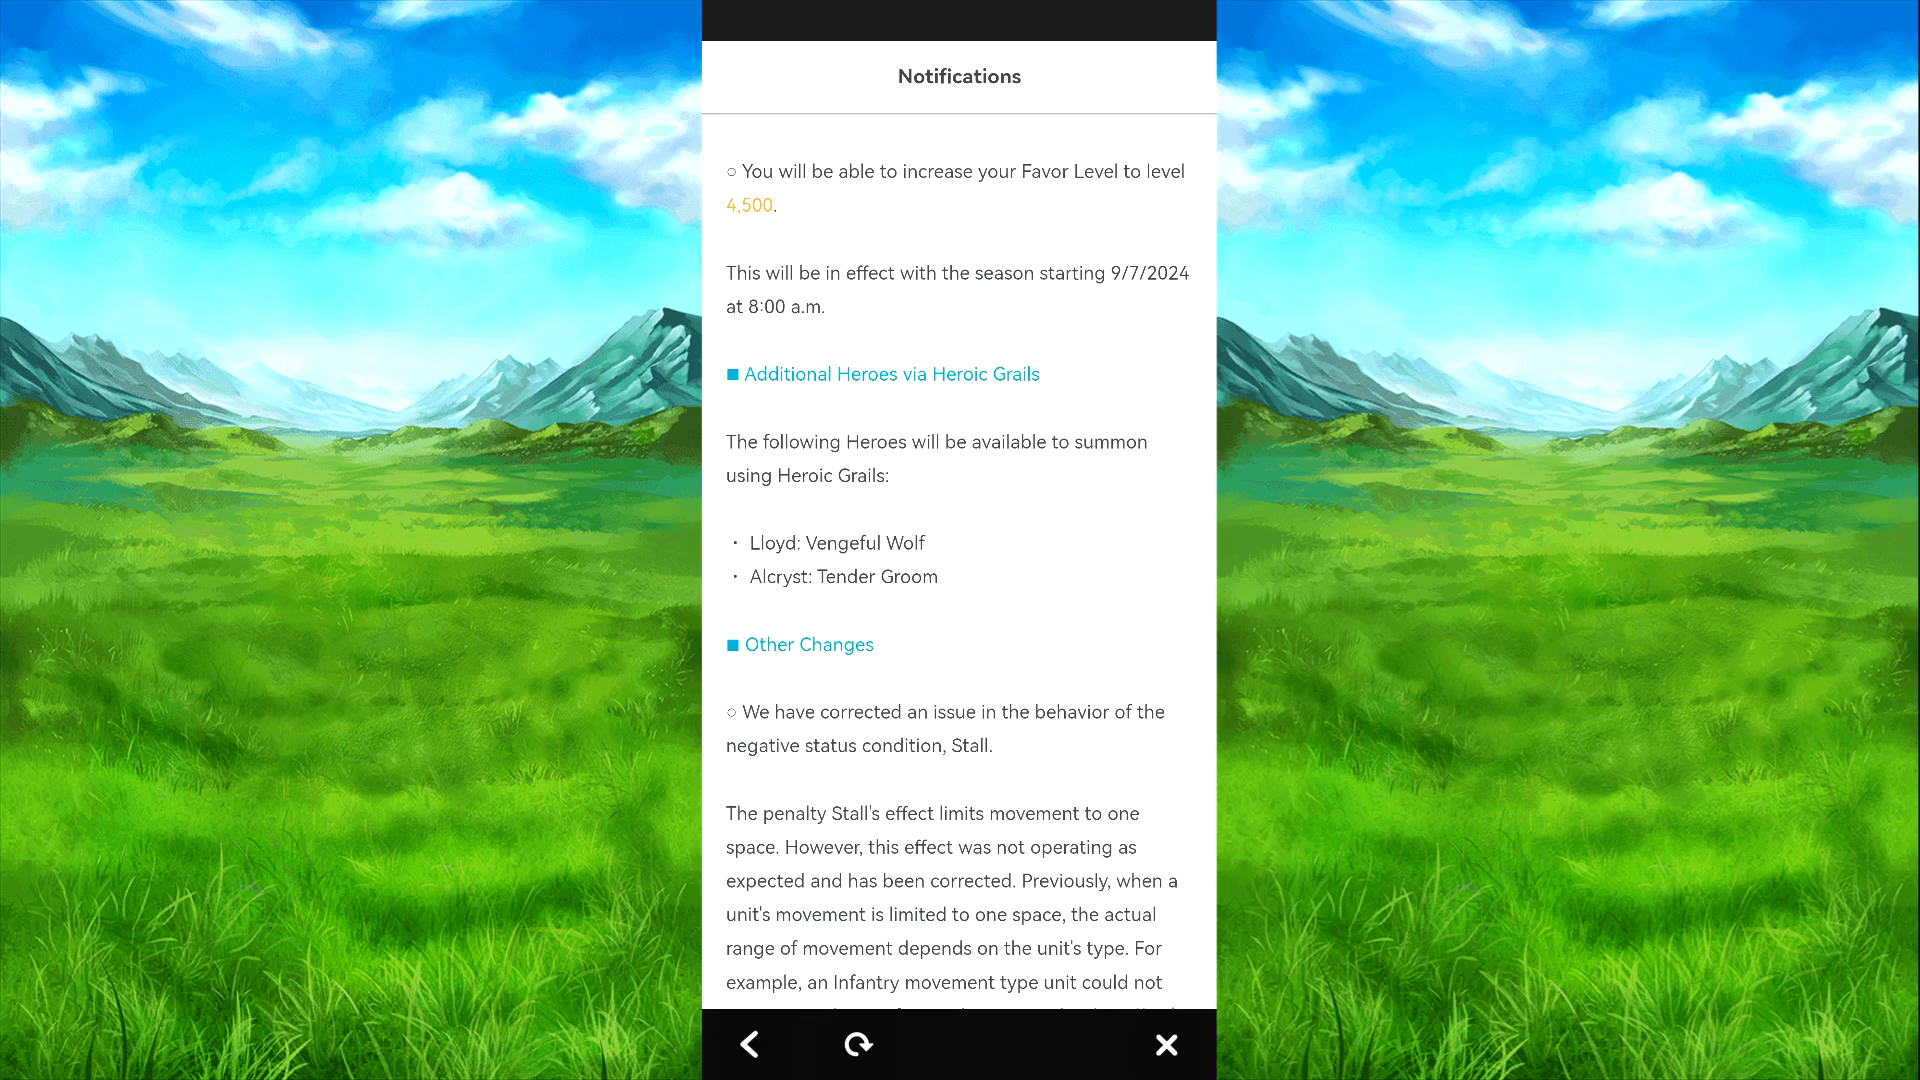 Notifications
○ You will be able to increase your Favor Level to level
4,500.
This will be in effect with the season starting 9/7/2024
at 8:00 a.m.
■ Additional Heroes via Heroic Grails
The following Heroes will be available to summon
using Heroic Grails:
・ Lloyd: Vengeful Wolf
・ Alcryst: Tender Groom
■ Other Changes
○ We have corrected an issue in the behavior of the
negative status condition, Stall.
The penalty Stall's effect limits movement to one
space. However, this effect was not operating as
expected and has been corrected. Previously, when a
unit's movement is limited to one space, the actual
range of movement depends on the unit's type. For
example, an Infantry movement type unit could not